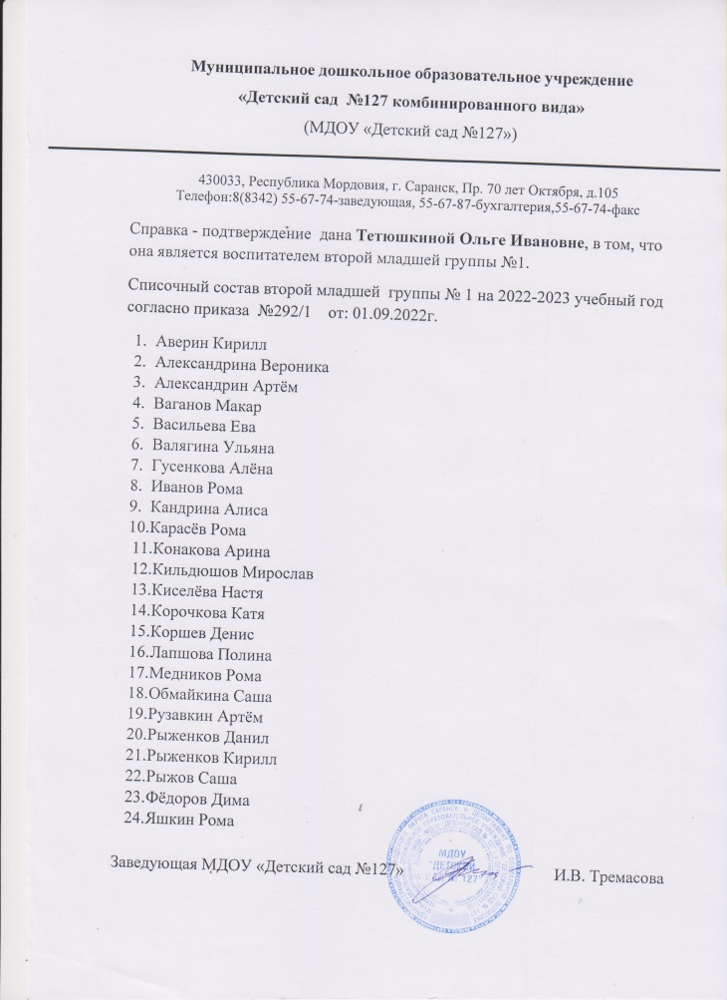 Муниципальное дошкольное образовательное учреждение
«Детский сад №127 комбинированного вида»
(МДОУ «Детский сад №127»)
430033, Республика Мордовия, г. Саранск, Пр. 70 лет Октября, д.105
Телефон:8(8342) 55-67-74-заведующая, 55-67-87-бухгалтерия,55-67-74-факс
Справка - подтверждение дана Тетюшкиной Ольге Ивановне, в том, что
она является воспитателем второй младшей группы №1.
Списочный состав второй младшей группы № 1 на 2022-2023 учебный год
согласно приказа №292/1 от: 01.09.2022г.
1. Аверин Кирилл
2. Александрина Вероника
3. Александрин Артём
4. Ваганов Макар
5. Васильева Ева
6. Валягина Ульяна
7. Гусенкова Алёна
8. Иванов Рома
9. Кандрина Алиса
10.Карасёв Рома
11.Конакова Арина
12.Кильдюшов Мирослав
13.Киселёва Настя
14.Корочкова Катя
15.Коршев Денис
16.Лапшова Полина
17.Медников Рома
18.Обмайкина Саша
19.Рузавкин Артём
20.Рыженков Данил
21.Рыженков Кирилл
22.Рыжов Саша
23.Фёдоров Дима
24.Яшкин Рома
Заведующая МДОУ «Детский сад №127»
И.В. Тремасова
МДОУ
"ДЕТСКИЙ